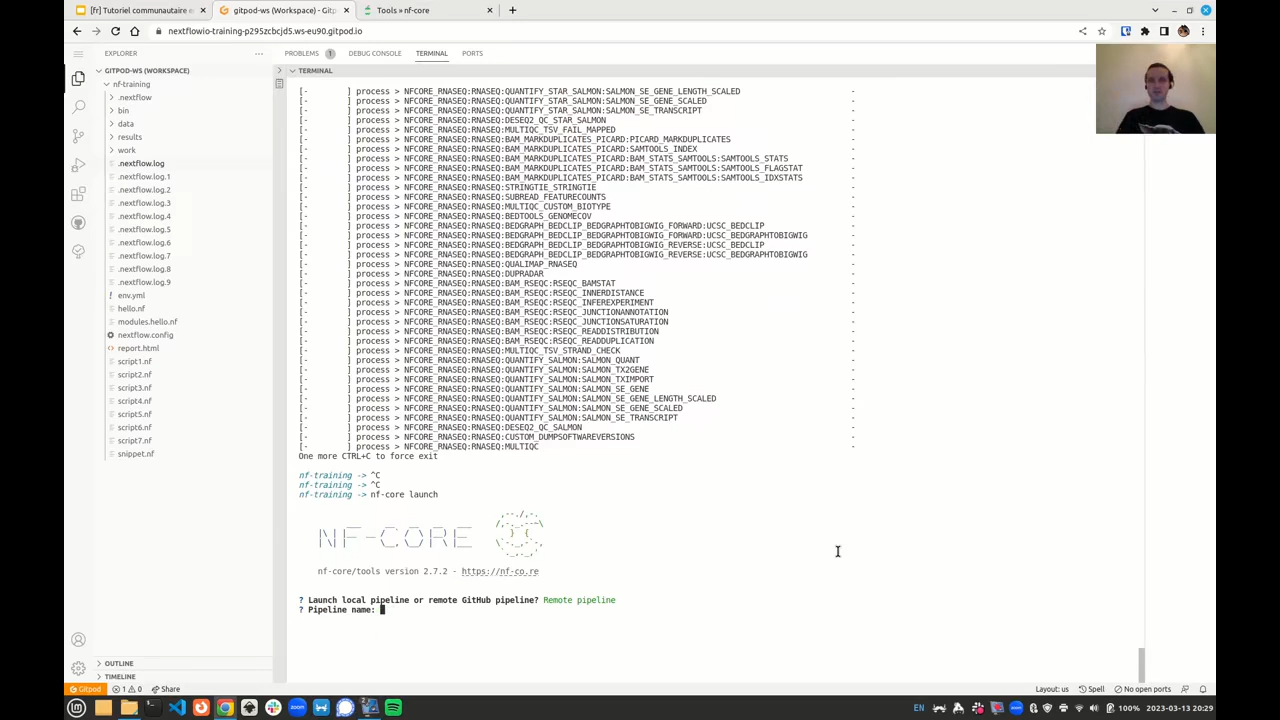 [fr] Tutoriel communautaire e
gitpod-ws (Workspace) - Gitp
Tools » nf-core
nextflowio-training-p295zcbcjd5.ws-eu90.gitpod.io
EXPLORER
PROBLEMS 1 DEBUG CONSOLE TERMINAL PORTS
GITPOD-WS (WORKSPACE)
nf-training
.nextflow
bin
data
results
work
.nextflow.log
.nextflow.log.1
.nextflow.log.2
.nextflow.log.3
.nextflow.log.4
.nextflow.log.5
.nextflow.log.6
.nextflow.log.7
.nextflow.log.8
.nextflow.log.9
env.yml
hello.nf
modules.hello.nf
nextflow.config
report.html
script1.nf
script2.nf
script3.nf
script4.nf
script5.nf
script6.nf
script7.nf
snippet.nf
OUTLINE
TIMELINE
TERMINAL
[- ] process > NFCORE_RNASEQ:RNASEQ:QUANTIFY_STAR_SALMON:SALMON_SE_GENE_LENGTH_SCALED -
[- ] process > NFCORE_RNASEQ:RNASEQ:QUANTIFY_STAR_SALMON:SALMON_SE_GENE_SCALED -
[- ] process > NFCORE_RNASEQ:RNASEQ:QUANTIFY_STAR_SALMON:SALMON_SE_TRANSCRIPT -
[- ] process > NFCORE_RNASEQ:RNASEQ:DESEQ2_QC_STAR_SALMON -
[- ] process > NFCORE_RNASEQ:RNASEQ:MULTIQC_TSV_FAIL_MAPPED -
[- ] process > NFCORE_RNASEQ:RNASEQ:BAM_MARKDUPLICATES_PICARD:PICARD_MARKDUPLICATES -
[- ] process > NFCORE_RNASEQ:RNASEQ:BAM_MARKDUPLICATES_PICARD:SAMTOOLS_INDEX -
[- ] process > NFCORE_RNASEQ:RNASEQ:BAM_MARKDUPLICATES_PICARD:BAM_STATS_SAMTOOLS:SAMTOOLS_STATS -
[- ] process > NFCORE_RNASEQ:RNASEQ:BAM_MARKDUPLICATES_PICARD:BAM_STATS_SAMTOOLS:SAMTOOLS_FLAGSTAT -
[- ] process > NFCORE_RNASEQ:RNASEQ:BAM_MARKDUPLICATES_PICARD:BAM_STATS_SAMTOOLS:SAMTOOLS_IDXSTATS -
[- ] process > NFCORE_RNASEQ:RNASEQ:STRINGTIE_STRINGTIE -
[- ] process > NFCORE_RNASEQ:RNASEQ:SUBREAD_FEATURECOUNTS -
[- ] process > NFCORE_RNASEQ:RNASEQ:MULTIQC_CUSTOM_BIOTYPE -
[- ] process > NFCORE_RNASEQ:RNASEQ:BEDTOOLS_GENOMECOV -
[- ] process > NFCORE_RNASEQ:RNASEQ:BEDGRAPH_BEDCLIP_BEDGRAPHTOBIGWIG_FORWARD:UCSC_BEDCLIP -
[- ] process > NFCORE_RNASEQ:RNASEQ:BEDGRAPH_BEDCLIP_BEDGRAPHTOBIGWIG_FORWARD:UCSC_BEDGRAPHTOBIGWIG -
[- ] process > NFCORE_RNASEQ:RNASEQ:BEDGRAPH_BEDCLIP_BEDGRAPHTOBIGWIG_REVERSE:UCSC_BEDCLIP -
[- ] process > NFCORE_RNASEQ:RNASEQ:BEDGRAPH_BEDCLIP_BEDGRAPHTOBIGWIG_REVERSE:UCSC_BEDGRAPHTOBIGWIG -
[- ] process > NFCORE_RNASEQ:RNASEQ:QUALIMAP_RNASEQ -
[- ] process > NFCORE_RNASEQ:RNASEQ:DUPRADAR -
[- ] process > NFCORE_RNASEQ:RNASEQ:BAM_RSEQC:RSEQC_BAMSTAT -
[- ] process > NFCORE_RNASEQ:RNASEQ:BAM_RSEQC:RSEQC_INNERDISTANCE -
[- ] process > NFCORE_RNASEQ:RNASEQ:BAM_RSEQC:RSEQC_INFEREXPERIMENT -
[- ] process > NFCORE_RNASEQ:RNASEQ:BAM_RSEQC:RSEQC_JUNCTIONANNOTATION -
[- ] process > NFCORE_RNASEQ:RNASEQ:BAM_RSEQC:RSEQC_JUNCTIONSATURATION -
[- ] process > NFCORE_RNASEQ:RNASEQ:BAM_RSEQC:RSEQC_READDISTRIBUTION -
[- ] process > NFCORE_RNASEQ:RNASEQ:BAM_RSEQC:RSEQC_READDUPLICATION -
[- ] process > NFCORE_RNASEQ:RNASEQ:MULTIQC_TSV_STRAND_CHECK -
[- ] process > NFCORE_RNASEQ:RNASEQ:QUANTIFY_SALMON:SALMON_QUANT -
[- ] process > NFCORE_RNASEQ:RNASEQ:QUANTIFY_SALMON:SALMON_TX2GENE -
[- ] process > NFCORE_RNASEQ:RNASEQ:QUANTIFY_SALMON:SALMON_TXIMPORT -
[- ] process > NFCORE_RNASEQ:RNASEQ:QUANTIFY_SALMON:SALMON_SE_GENE -
[- ] process > NFCORE_RNASEQ:RNASEQ:QUANTIFY_SALMON:SALMON_SE_GENE_LENGTH_SCALED -
[- ] process > NFCORE_RNASEQ:RNASEQ:QUANTIFY_SALMON:SALMON_SE_GENE_SCALED -
[- ] process > NFCORE_RNASEQ:RNASEQ:QUANTIFY_SALMON:SALMON_SE_TRANSCRIPT -
[- ] process > NFCORE_RNASEQ:RNASEQ:DESEQ2_QC_SALMON -
[- ] process > NFCORE_RNASEQ:RNASEQ:CUSTOM_DUMPSOFTWAREVERSIONS -
[- ] process > NFCORE_RNASEQ:RNASEQ:MULTIQC -
One more CTRL+C to force exit
nf-training -> ^C
nf-training -> ^C
nf-training -> nf-core launch
NF-CORE
nf-core/tools version 2.7.2 - https://nf-co.re
? Launch local pipeline or remote GitHub pipeline? Remote pipeline
? Pipeline name:
Gitpod 1 0 Share
Layout: us Spell No open ports
zoom
EN
100% 2023-03-13 20:29